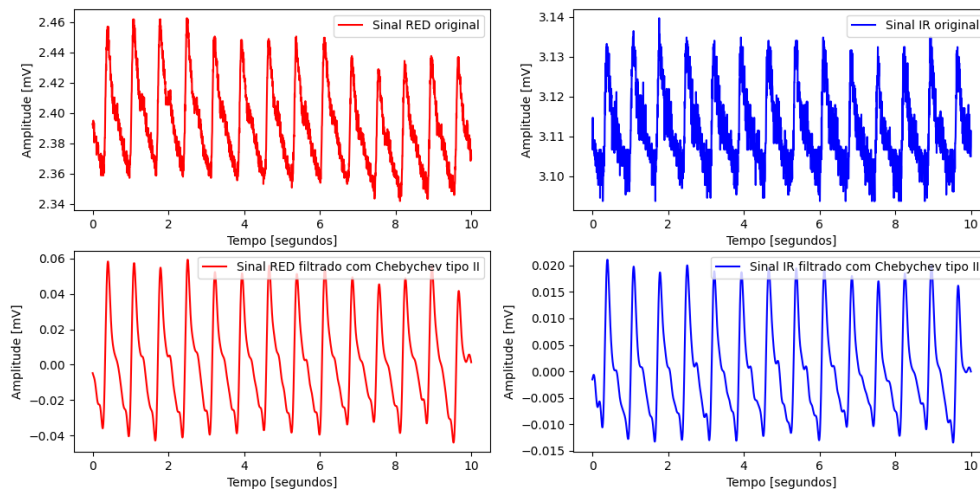 Sinal RED original
Amplitude [mV]
2.46
2.44
2.42
2.40
2.38
2.36
2.34
0 2 4 6 8 10
Tempo [segundos]
Sinal IR original
Amplitude [mV]
3.14
3.13
3.12
3.11
3.10
0 2 4 6 8 10
Tempo [segundos]
Sinal RED filtrado com Chebychev tipo II
Amplitude [mV]
0.06
0.04
0.02
0.00
−0.02
−0.04
0 2 4 6 8 10
Tempo [segundos]
Sinal IR filtrado com Chebychev tipo II
Amplitude [mV]
0.020
0.015
0.010
0.005
0.000
−0.005
−0.010
−0.015
0 2 4 6 8 10
Tempo [segundos]